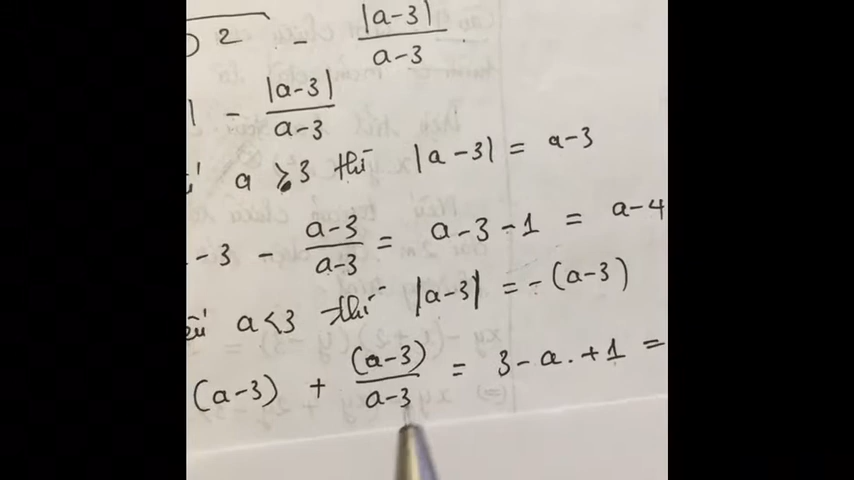 ) 2 - |a-3|/a-3
| - |a-3|/a-3
a ≥ 3 thì |a-3| = a-3
-3 - a-3/a-3 = a-3-1 = a-4
a<3 thì |a-3| = -(a-3)
(a-3) + (a-3)/a-3 = 3-a.+1 =